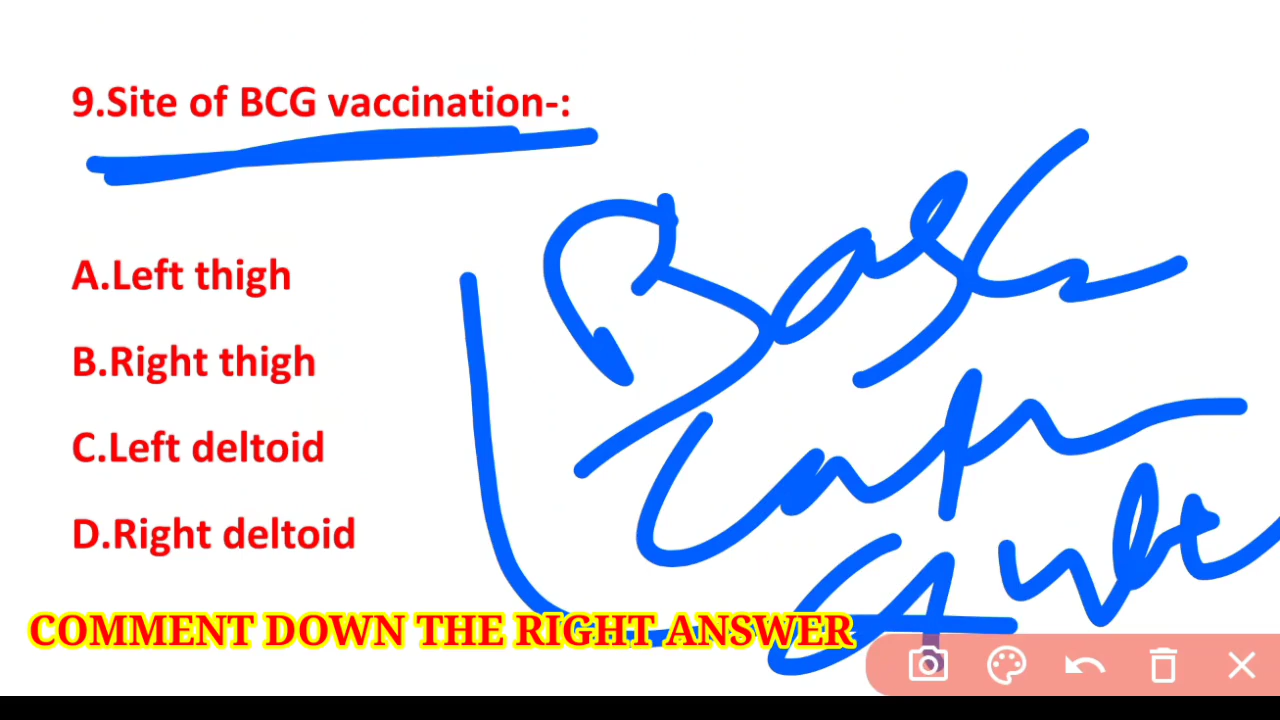 9.Site of BCG vaccination-:
A.Left thigh
B.Right thigh
C.Left deltoid
D.Right deltoid
COMMENT DOWN THE RIGHT ANSWER